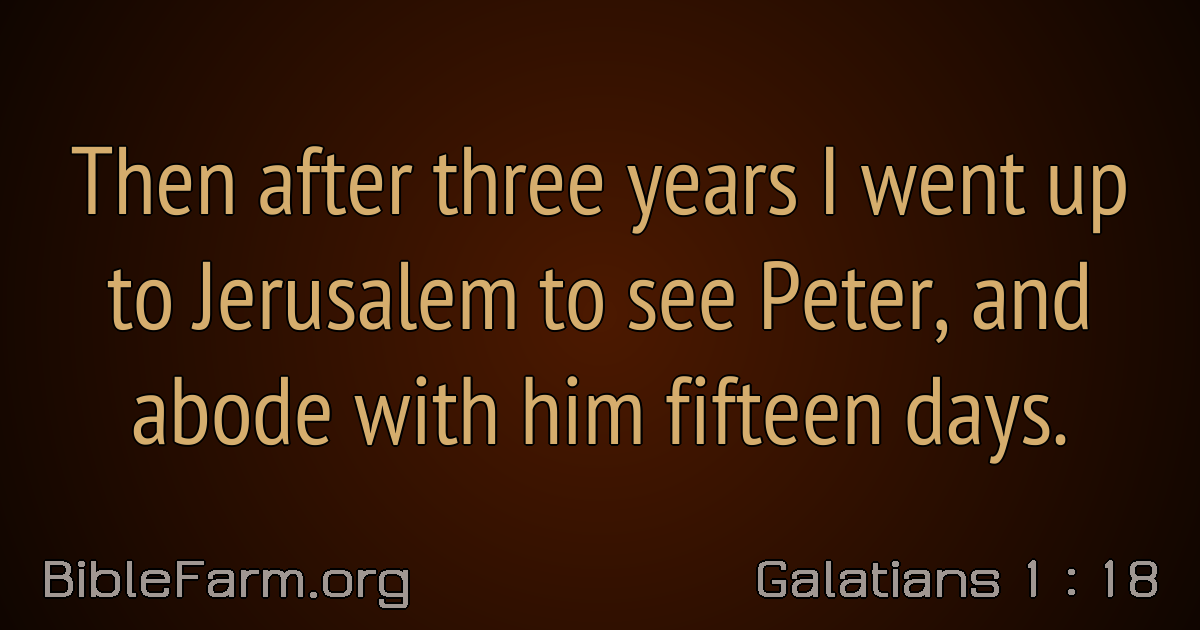 Then after three years I went up
to Jerusalem to see Peter, and
abode with him fifteen days.
BibleFarm.org
Galatians 1 : 18